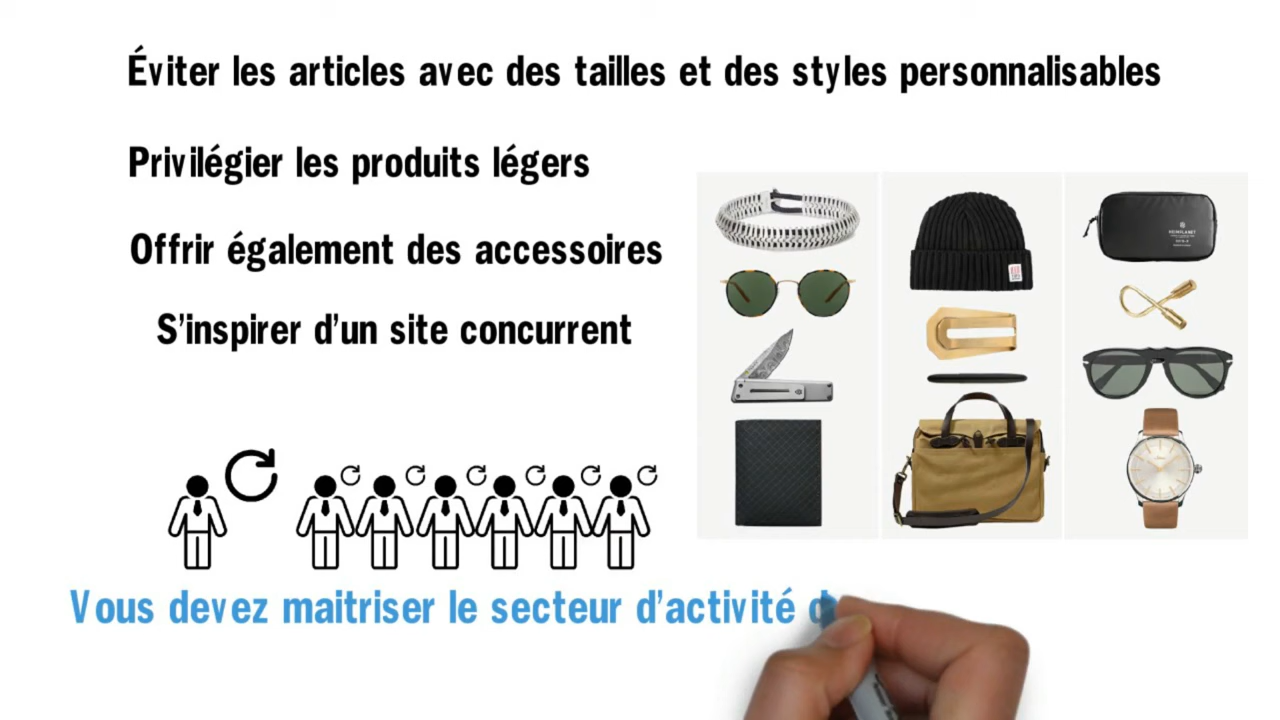 Éviter les articles avec des tailles et des styles personnalisables
Privilégier les produits légers
Offrir également des accessoires
S'inspirer d'un site concurrent
Vous devez maitriser le secteur d'activité